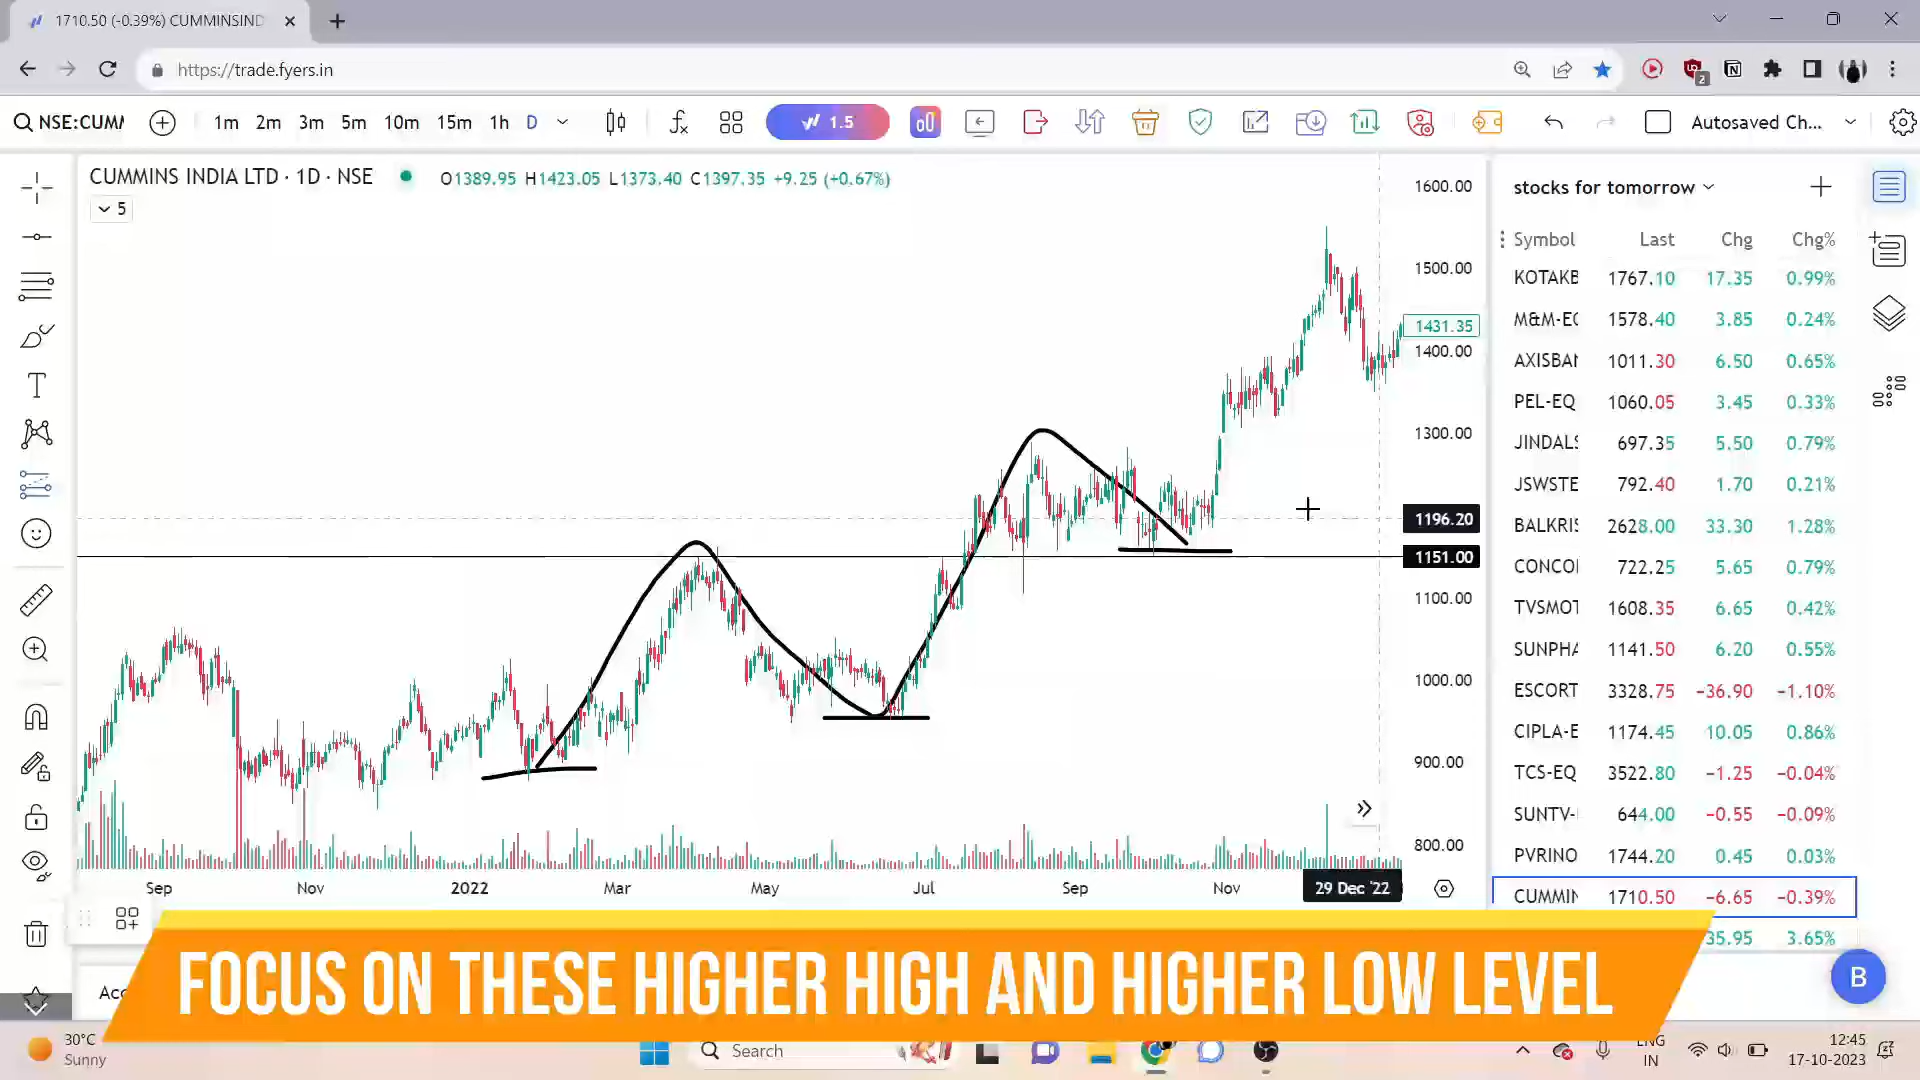 1710.50 (-0.39%) CUMMINSIND
https://trade.fyers.in
2
NSE:CUMM
1m 2m 3m 5m 10m 15m 1h D
1.5
Autosaved Ch...
CUMMINS INDIA LTD · 1D · NSE
O1389.95 H1423.05 L1373.40 C1397.35 +9.25 (+0.67%)
5
1600.00
1500.00
1431.35
1400.00
1300.00
1196.20
1151.00
1100.00
1000.00
900.00
800.00
Sep Nov 2022 Mar May Jul Sep Nov 29 Dec '22
stocks for tomorrow
Symbol Last Chg Chg%
KOTAKB 1767.10 17.35 0.99%
M&M-EQ 1578.40 3.85 0.24%
AXISBAN 1011.30 6.50 0.65%
PEL-EQ 1060.05 3.45 0.33%
JINDALS 697.35 5.50 0.79%
JSWSTE 792.40 1.70 0.21%
BALKRIS 2628.00 33.30 1.28%
CONCOR 722.25 5.65 0.79%
TVSMOT 1608.35 6.65 0.42%
SUNPHA 1141.50 6.20 0.55%
ESCORT 3328.75 −36.90 −1.10%
CIPLA-E 1174.45 10.05 0.86%
TCS-EQ 3522.80 −1.25 −0.04%
SUNTV- 644.00 −0.55 −0.09%
PVRINO 1744.20 0.45 0.03%
CUMMIN 1710.50 −6.65 −0.39%
35.95 3.65%
B
Acc
FOCUS ON THESE HIGHER HIGH AND HIGHER LOW LEVEL
30°C
Sunny
Search
ENG
IN
12:45
17-10-2023